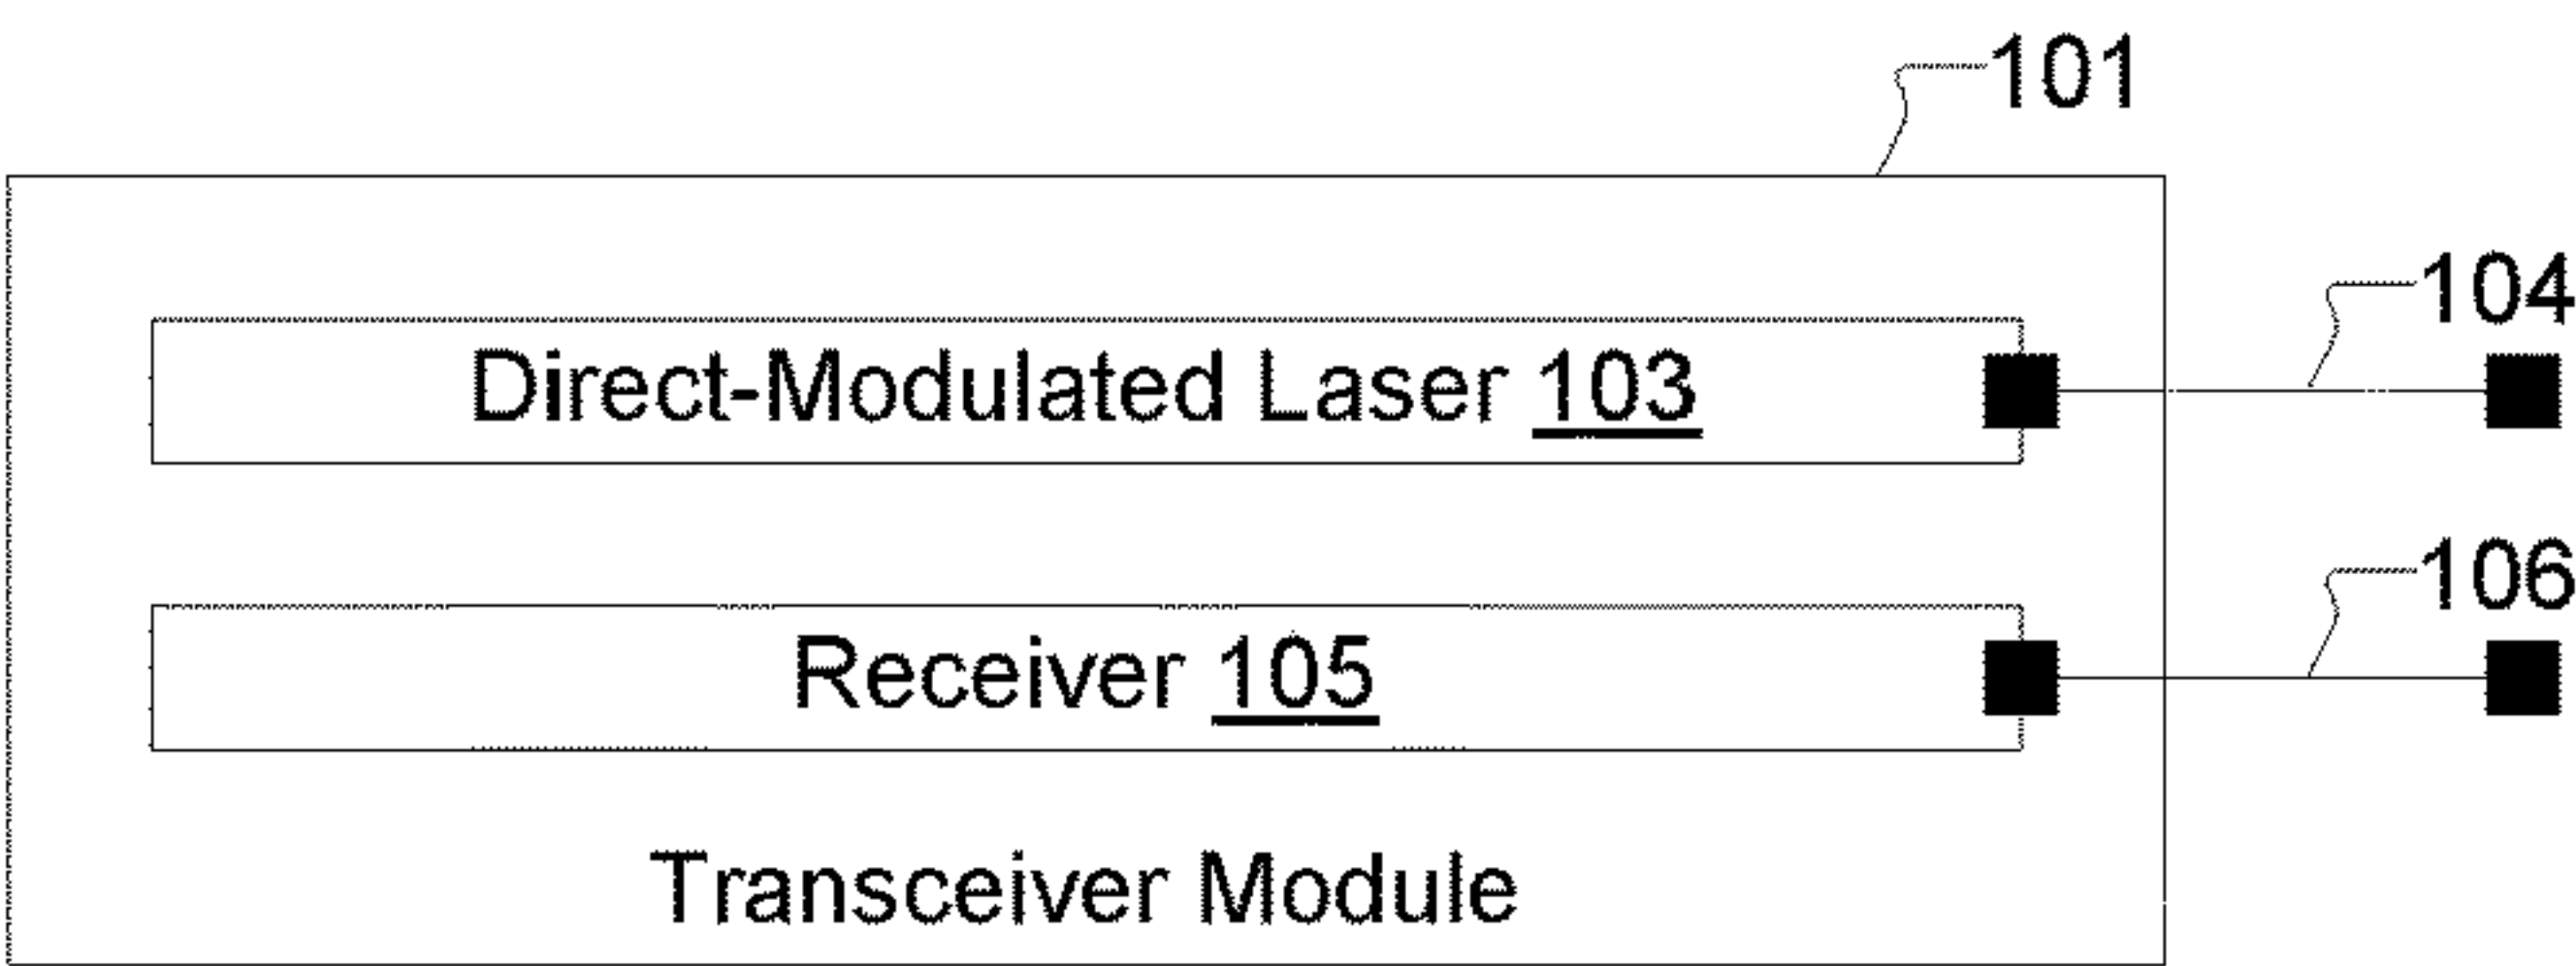 101
104
Direct-Modulated Laser 103
106
Receiver 105
Transceiver Module